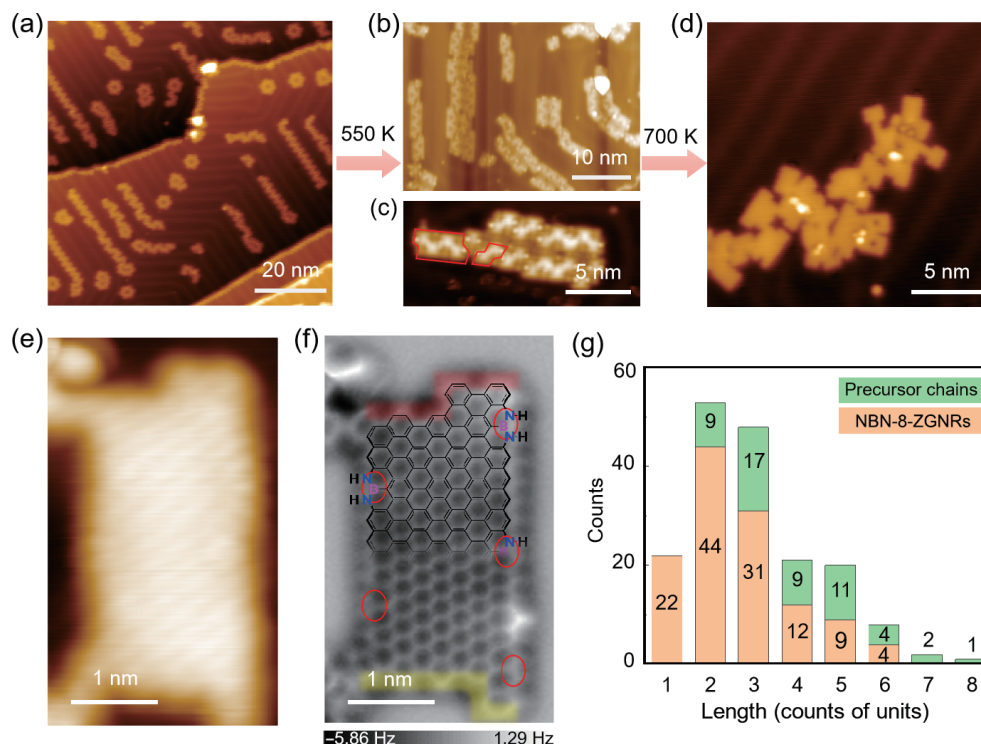 (a)
20 nm
550 K
(b)
10 nm
(c)
5 nm
700 K
(d)
5 nm
(e)
1 nm
(f)
N H
B
N H
H N
B
H N
N H
B
1 nm
−5.86 Hz 1.29 Hz
(g)
60
40
20
0
Counts
Precursor chains
NBN-8-ZGNRs
22
9
44
17
31
9
12
11
9
4
4
2
1
1 2 3 4 5 6 7 8
Length (counts of units)